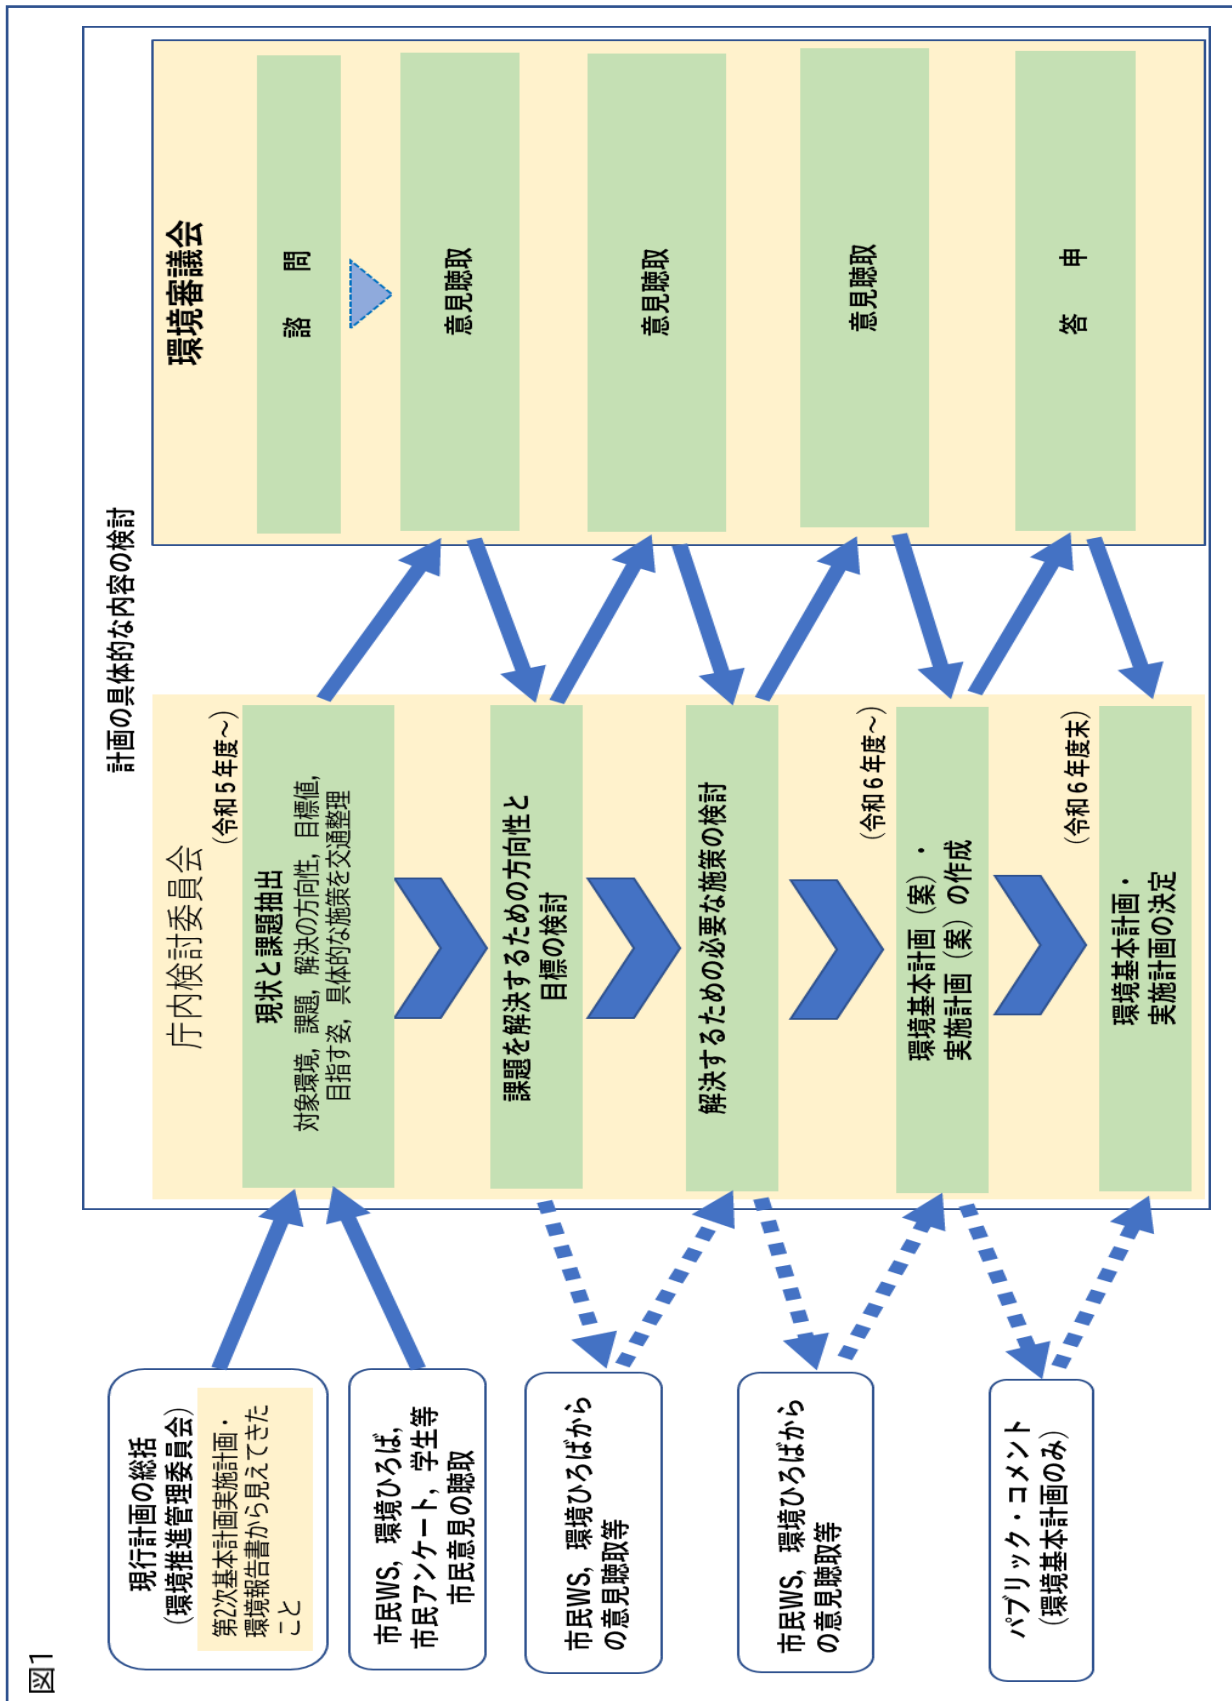 図1
計画の具体的な内容の検討
現行計画の総括
(環境推進管理委員会)
第2次基本計画実施計画・
環境報告書から見えてきた
こと
市民WS，環境ひろば，
市民アンケート，学生等
市民意見の聴取
市民WS，環境ひろばから
の意見聴取等
市民WS，環境ひろばから
の意見聴取等
パブリック・コメント
(環境基本計画のみ)
庁内検討委員会
(令和５年度～)
現状と課題抽出
対象環境，課題，解決の方向性，目標値，
目指す姿，具体的な施策を交通整理
課題を解決するための方向性と
目標の検討
解決するための必要な施策の検討
(令和６年度～)
環境基本計画（案）・
実施計画（案）の作成
(令和６年度末)
環境基本計画・
実施計画の決定
環境審議会
諮　問
意見聴取
意見聴取
意見聴取
答　申